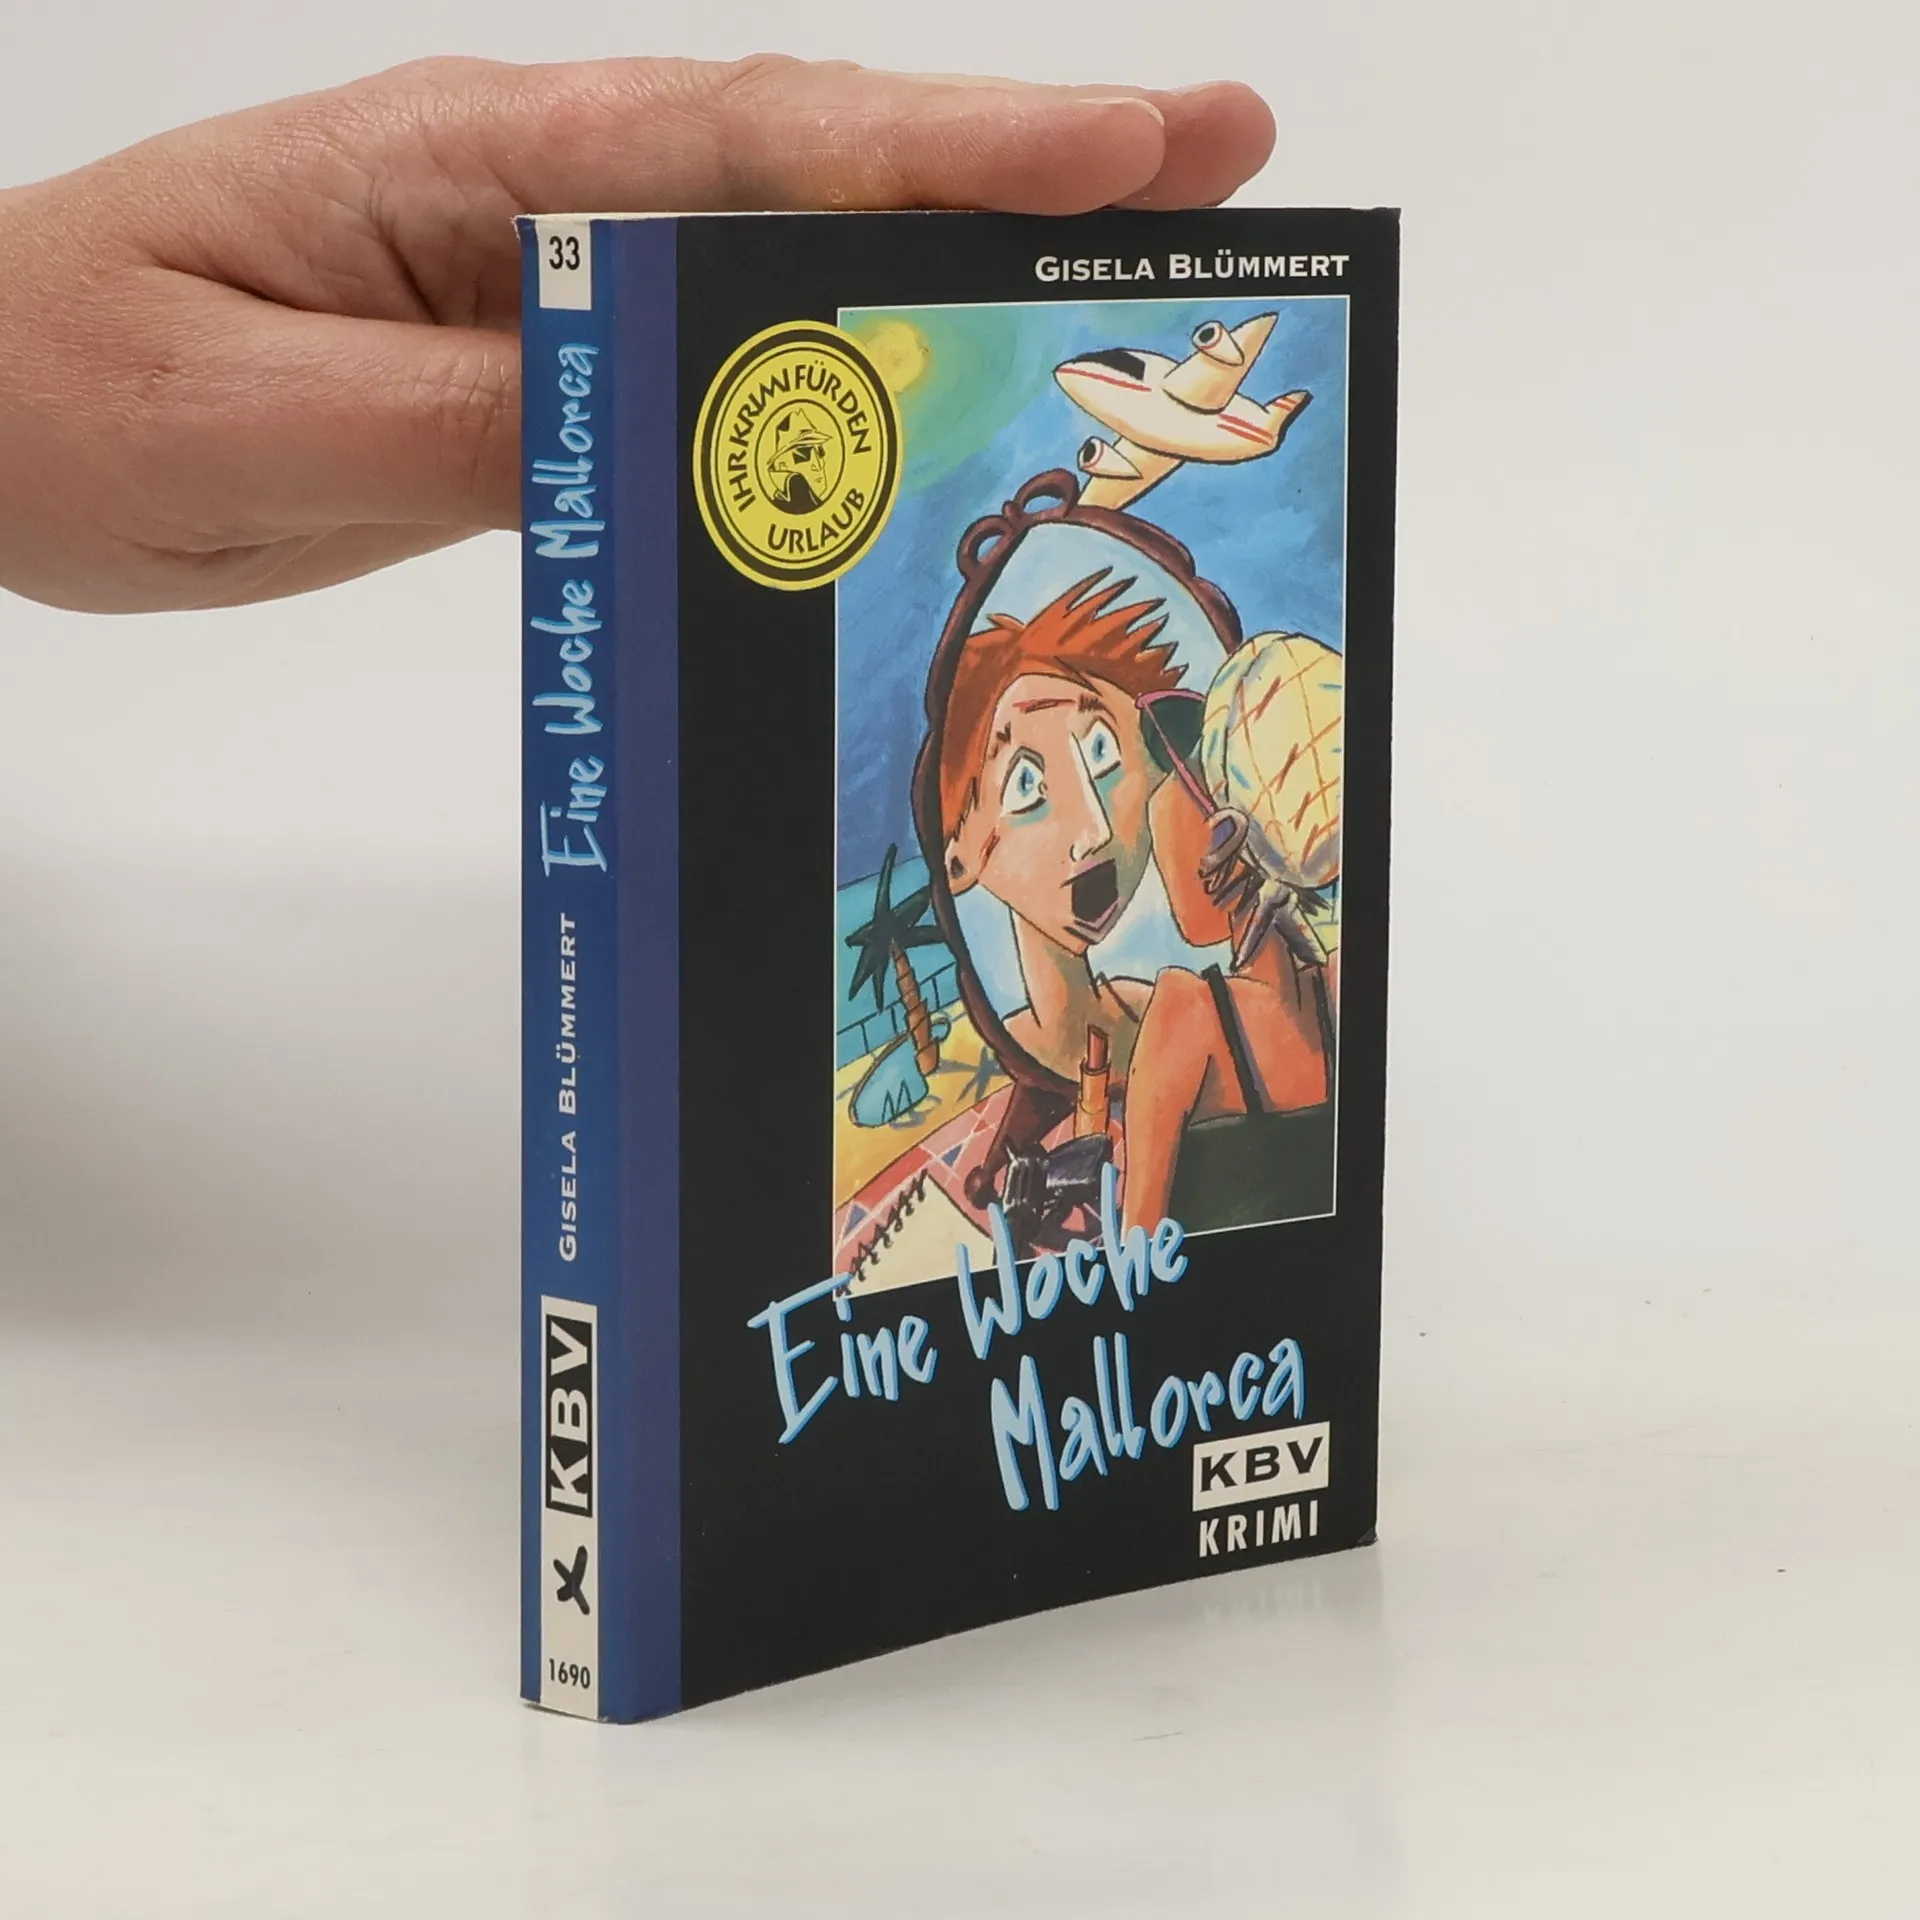 33
Eine Woche Mallorca
GISELA BLÜMMERT
KBV
X
1690
GISELA BLÜMMERT
IHR KRIMI FÜR DEN
URLAUB
Eine Woche
Mallorca
KBV
KRIMI